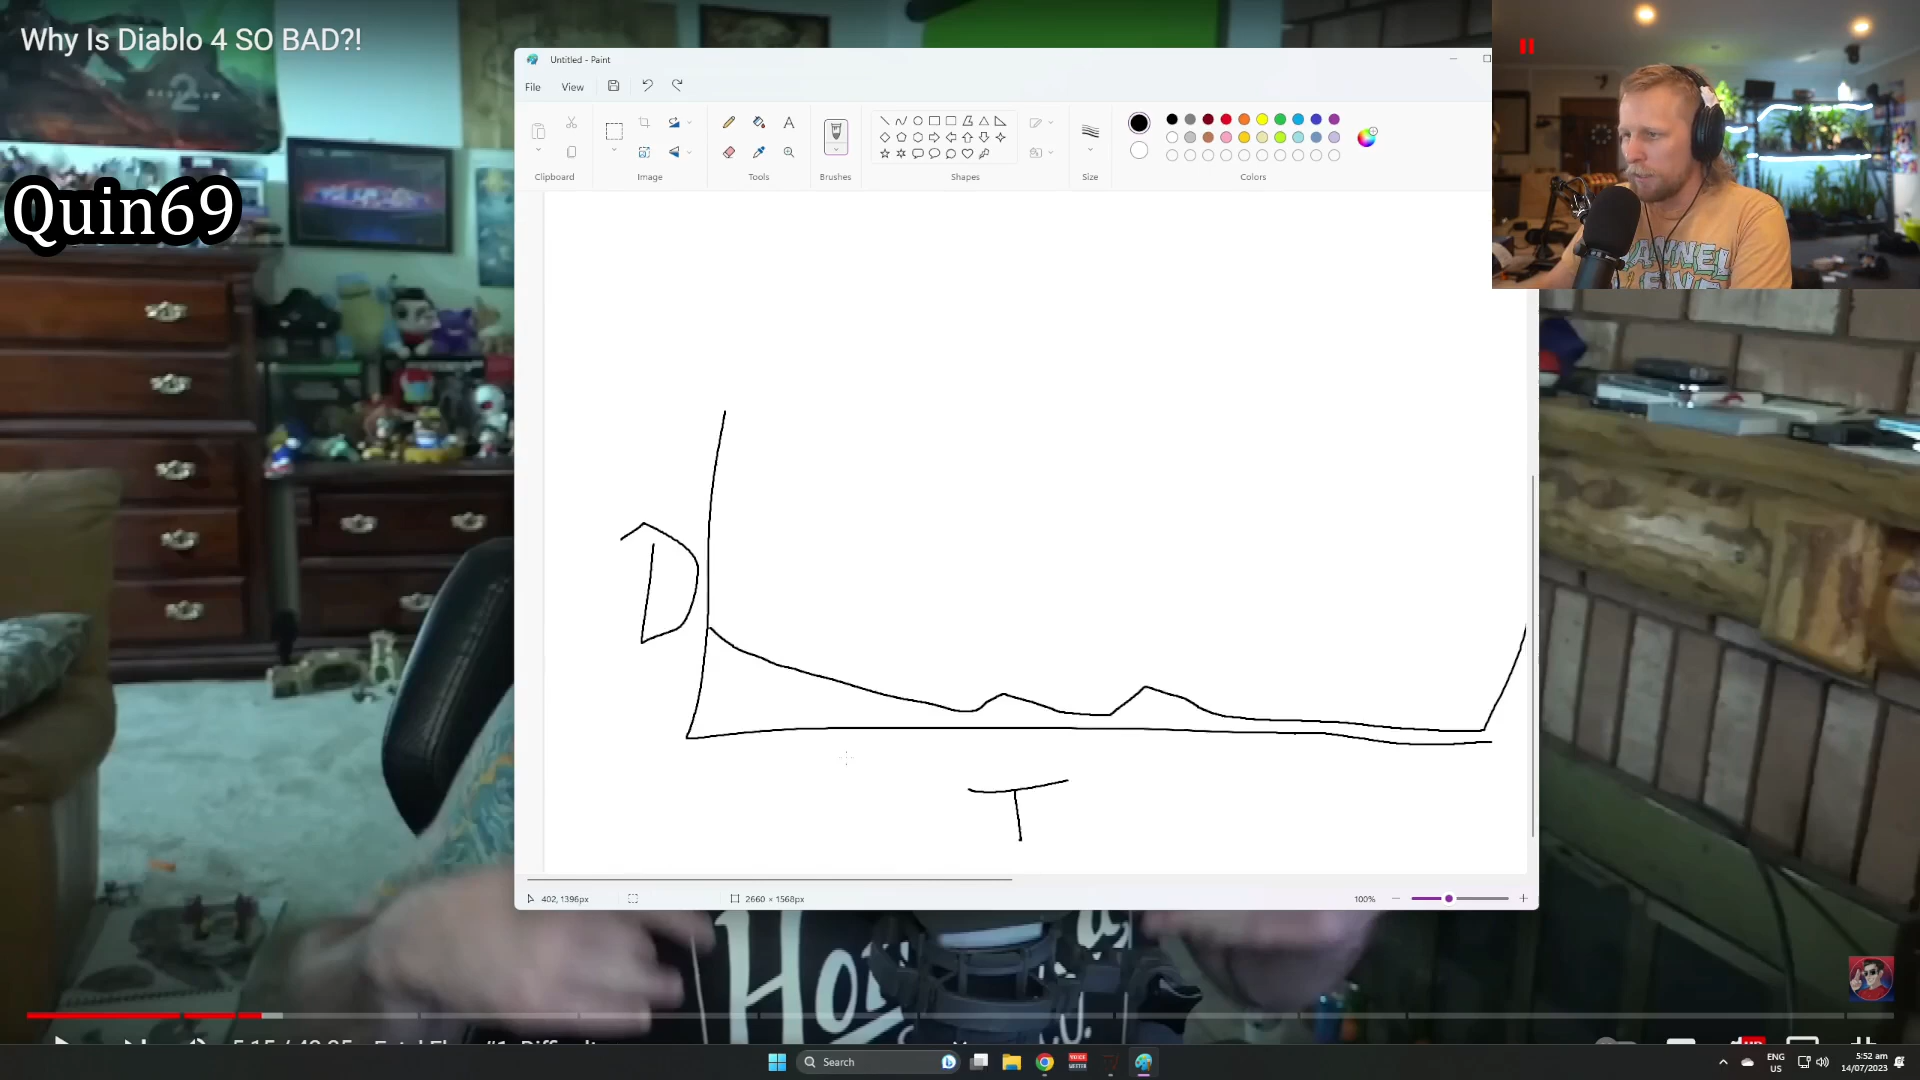 Why Is Diablo 4 SO BAD?!
Untitled - Paint
File View
Quin69
Clipboard Image Tools Brushes Shapes Size Colors
D
T
402, 1396px 2660 × 1568px 100%
Search
ENG
US
5:52 am
14/07/2023